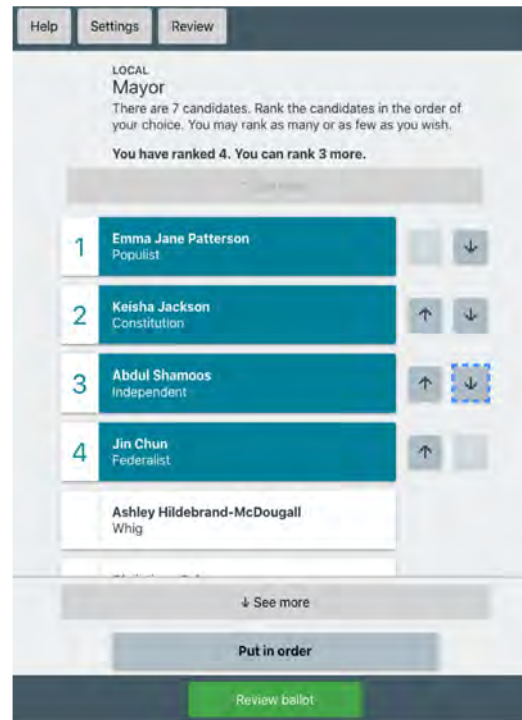 Help Settings Review
LOCAL
Mayor
There are 7 candidates. Rank the candidates in the order of
your choice. You may rank as many or as few as you wish.
You have ranked 4. You can rank 3 more.
1 Emma Jane Patterson
Populist
2 Keisha Jackson
Constitution
3 Abdul Shamoos
Independent
4 Jin Chun
Federalist
Ashley Hildebrand-McDougall
Whig
↓ See more
Put in order
Review ballot